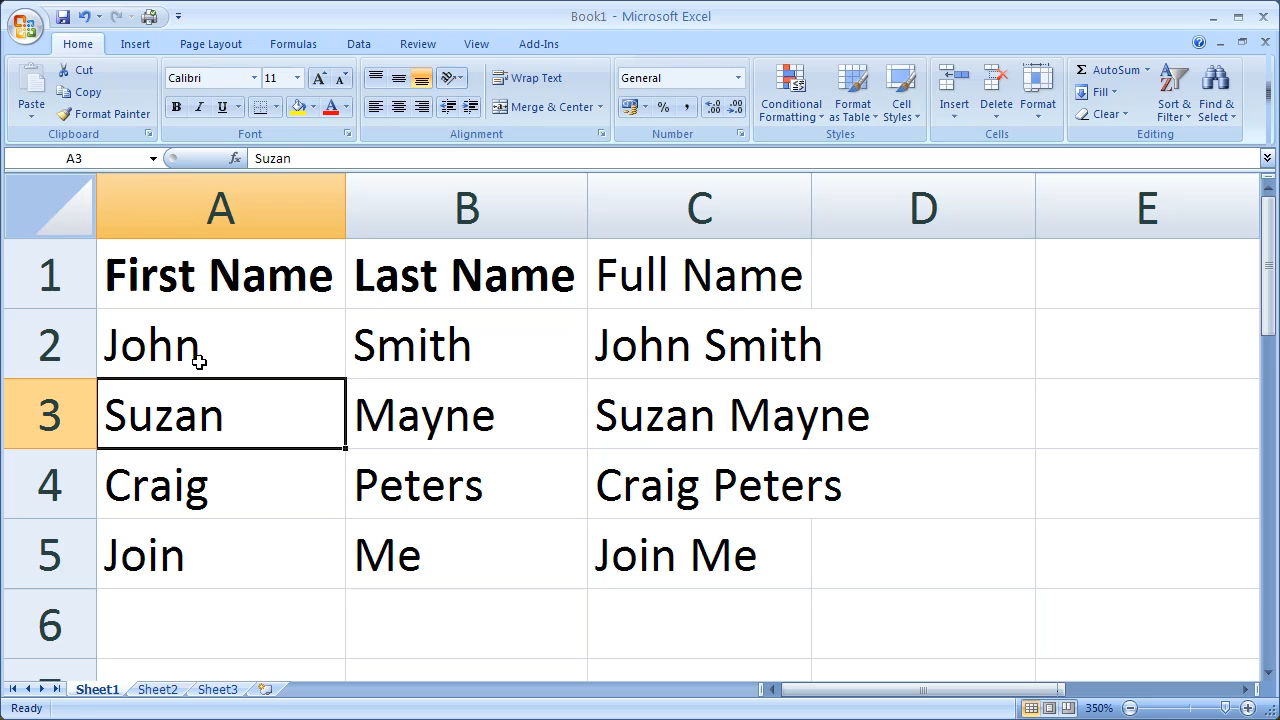 Book1 - Microsoft Excel
Home Insert Page Layout Formulas Data Review View Add-Ins
Paste
Cut
Copy
Format Painter
Clipboard
Calibri 11
B I U
Font
Wrap Text
Merge & Center
Alignment
General
% ,
Number
Conditional Formatting
Format as Table
Cell Styles
Styles
Insert Delete Format
Cells
Σ AutoSum
Fill
Clear
Sort & Filter
Find & Select
Editing
A3 fx Suzan
A B C D E
1 First Name Last Name Full Name
2 John Smith John Smith
3 Suzan Mayne Suzan Mayne
4 Craig Peters Craig Peters
5 Join Me Join Me
6
Sheet1 Sheet2 Sheet3
Ready 350%